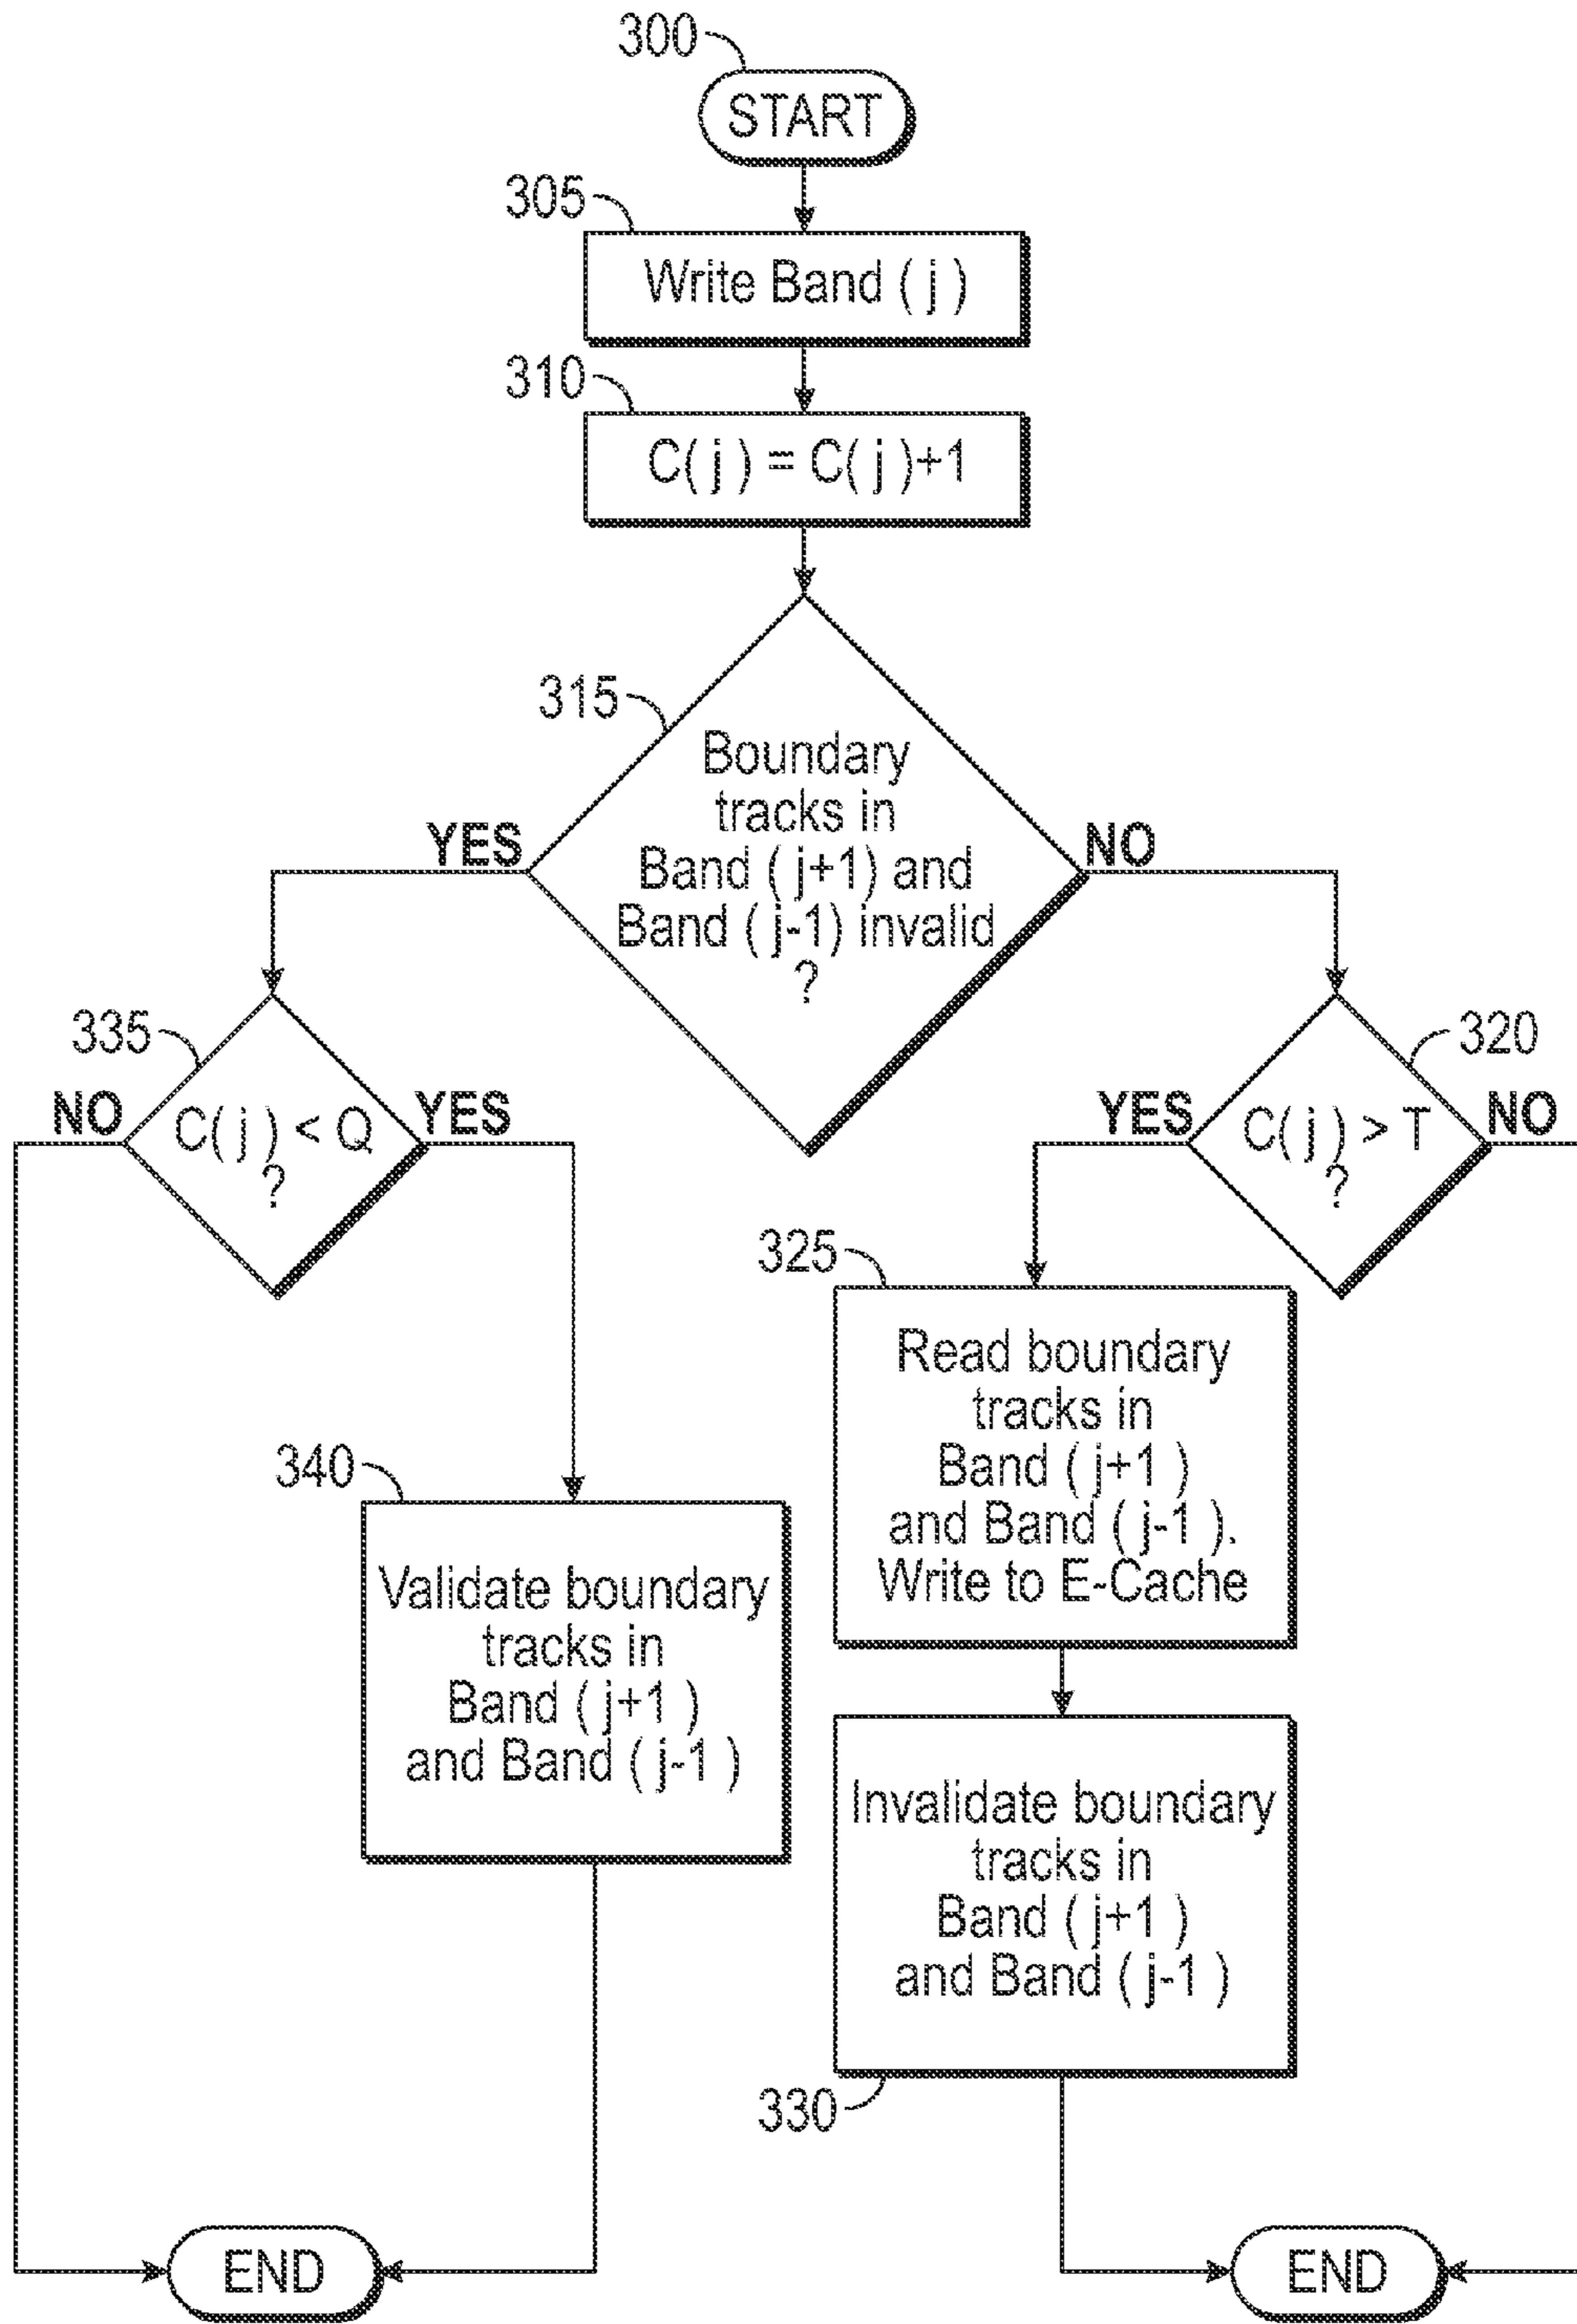 300
START
305
Write Band ( j )
310
C( j ) = C( j )+1
315
Boundary
tracks in
Band ( j+1) and
Band ( j-1) invalid
?
YES
NO
335
NO
C( j ) < Q
?
YES
320
YES
C( j ) > T
?
NO
325
Read boundary
tracks in
Band ( j+1 )
and Band ( j-1 ).
Write to E-Cache
340
Validate boundary
tracks in
Band ( j+1 )
and Band ( j-1 )
Invalidate boundary
tracks in
Band ( j+1 )
and Band ( j-1 )
330
END
END